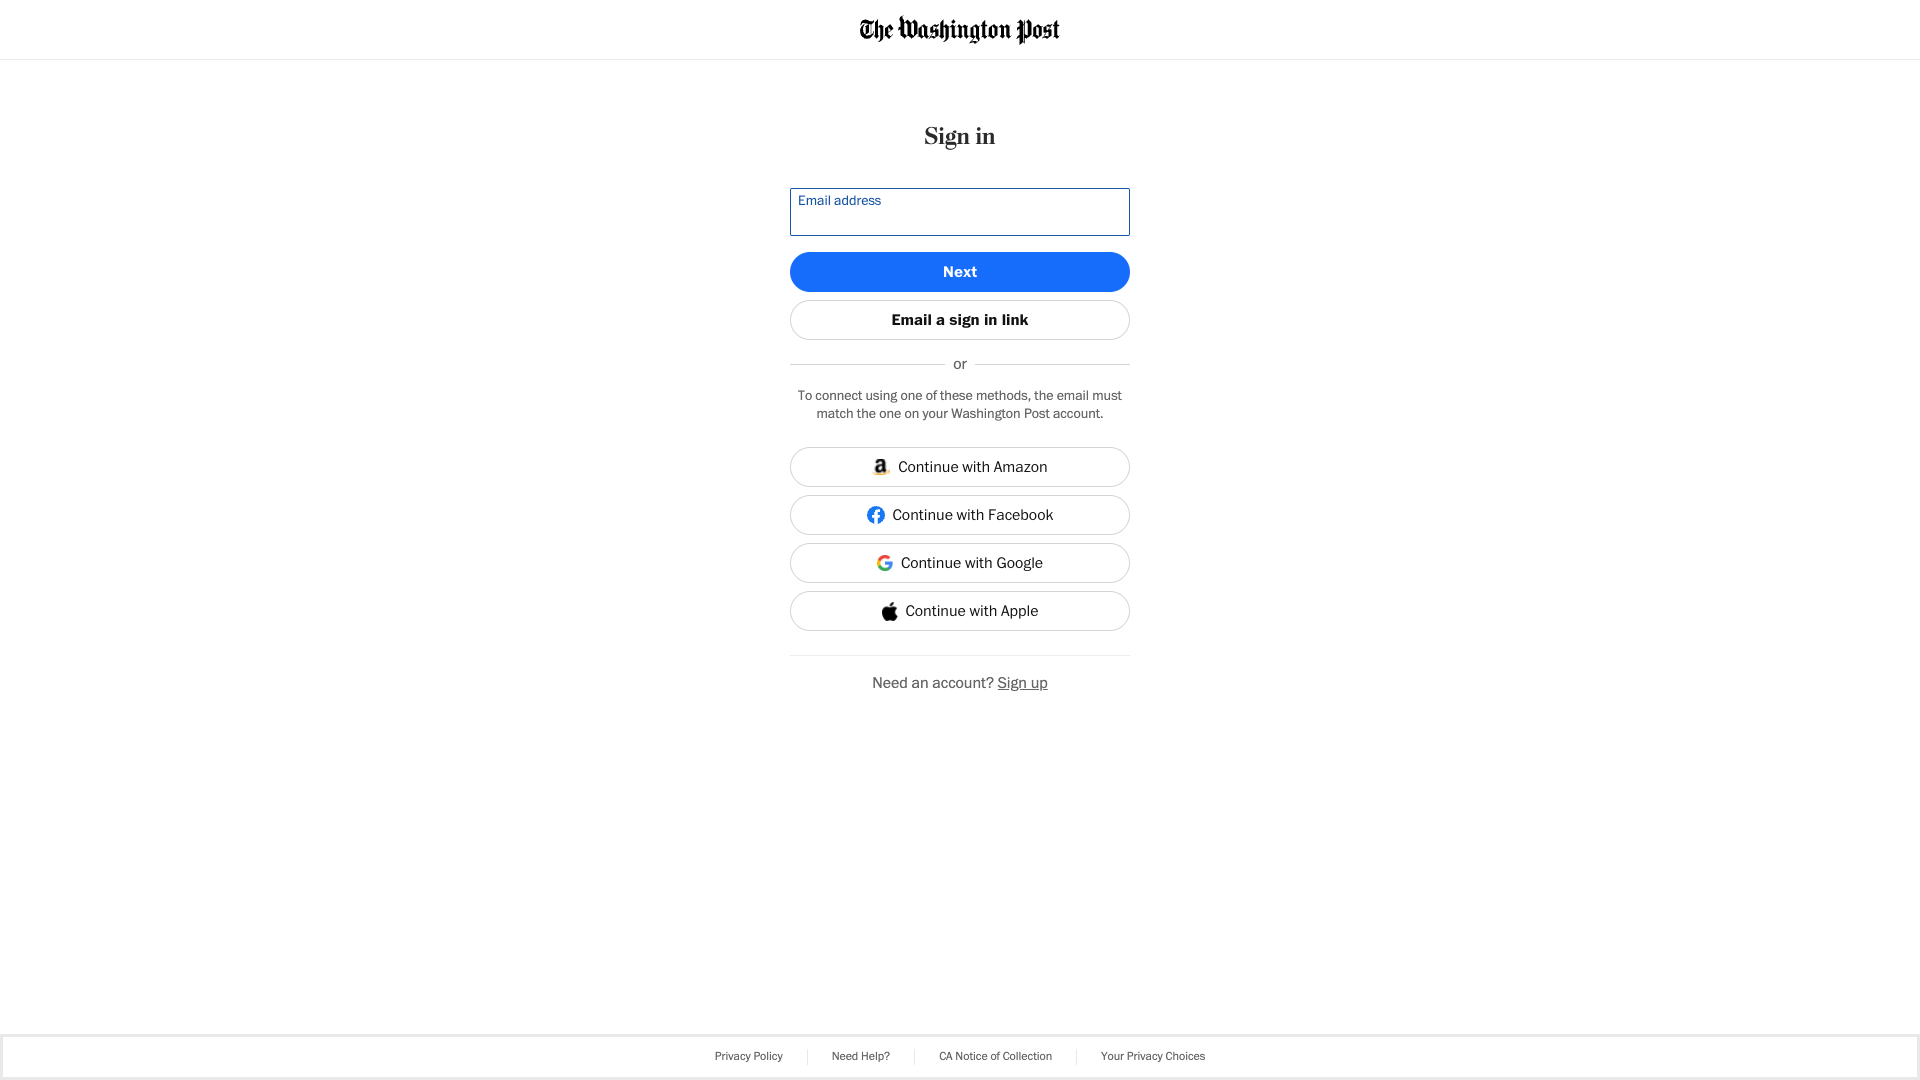 The Washington Post
Sign in
Email address
Next
Email a sign in link
or
To connect using one of these methods, the email must
match the one on your Washington Post account.
Continue with Amazon
Continue with Facebook
Continue with Google
Continue with Apple
Need an account? Sign up
Privacy Policy
Need Help?
CA Notice of Collection
Your Privacy Choices